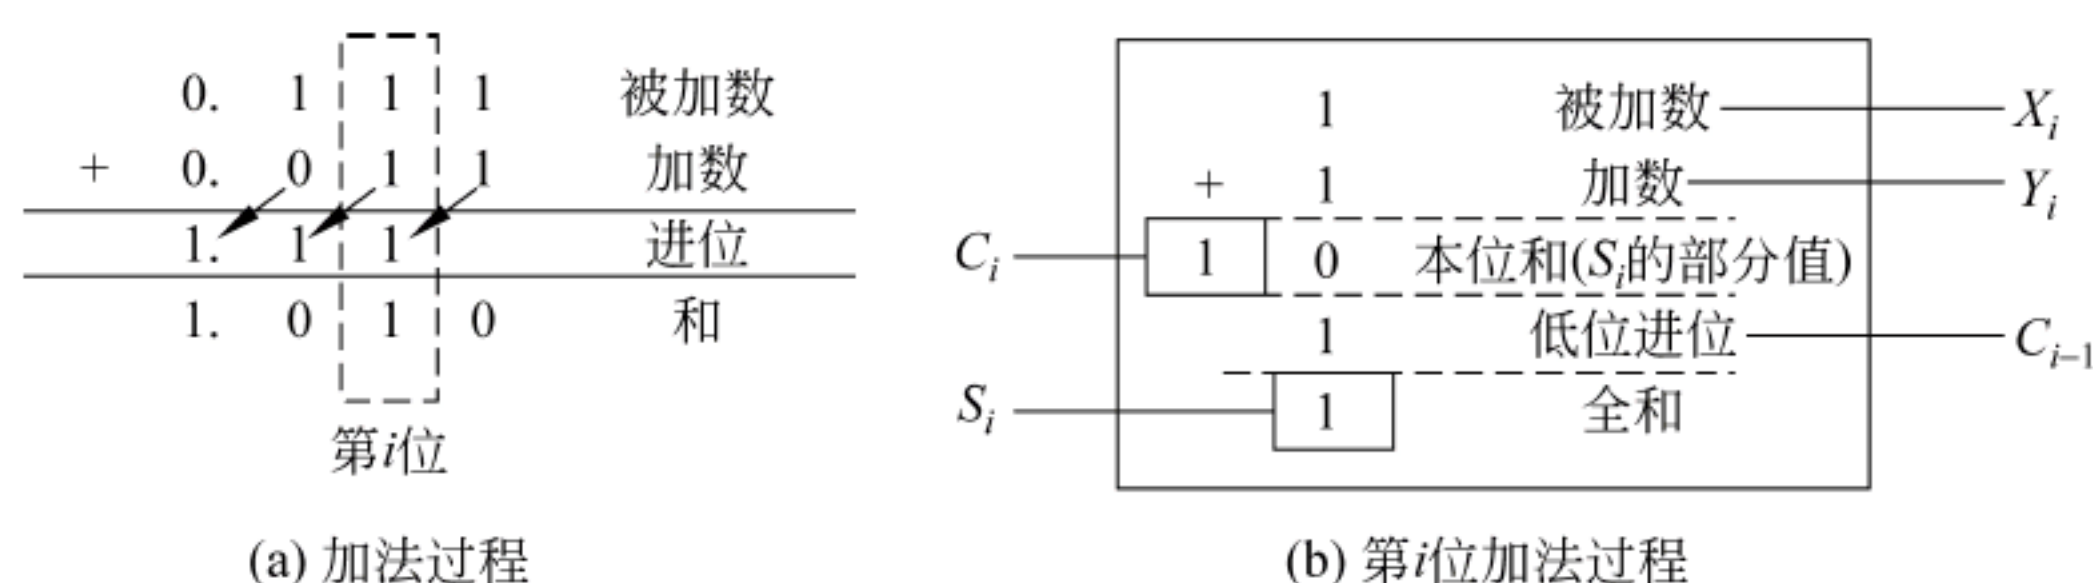 0. 1 1 1 被加数
+ 0. 0 1 1 加数
1. 1 1 进位
1. 0 1 0 和
第i位
(a) 加法过程
1 被加数 Xi
+ 1 加数 Yi
Ci 1 0 本位和(Si的部分值)
1 低位进位 Ci−1
Si 1 全和
(b) 第i位加法过程